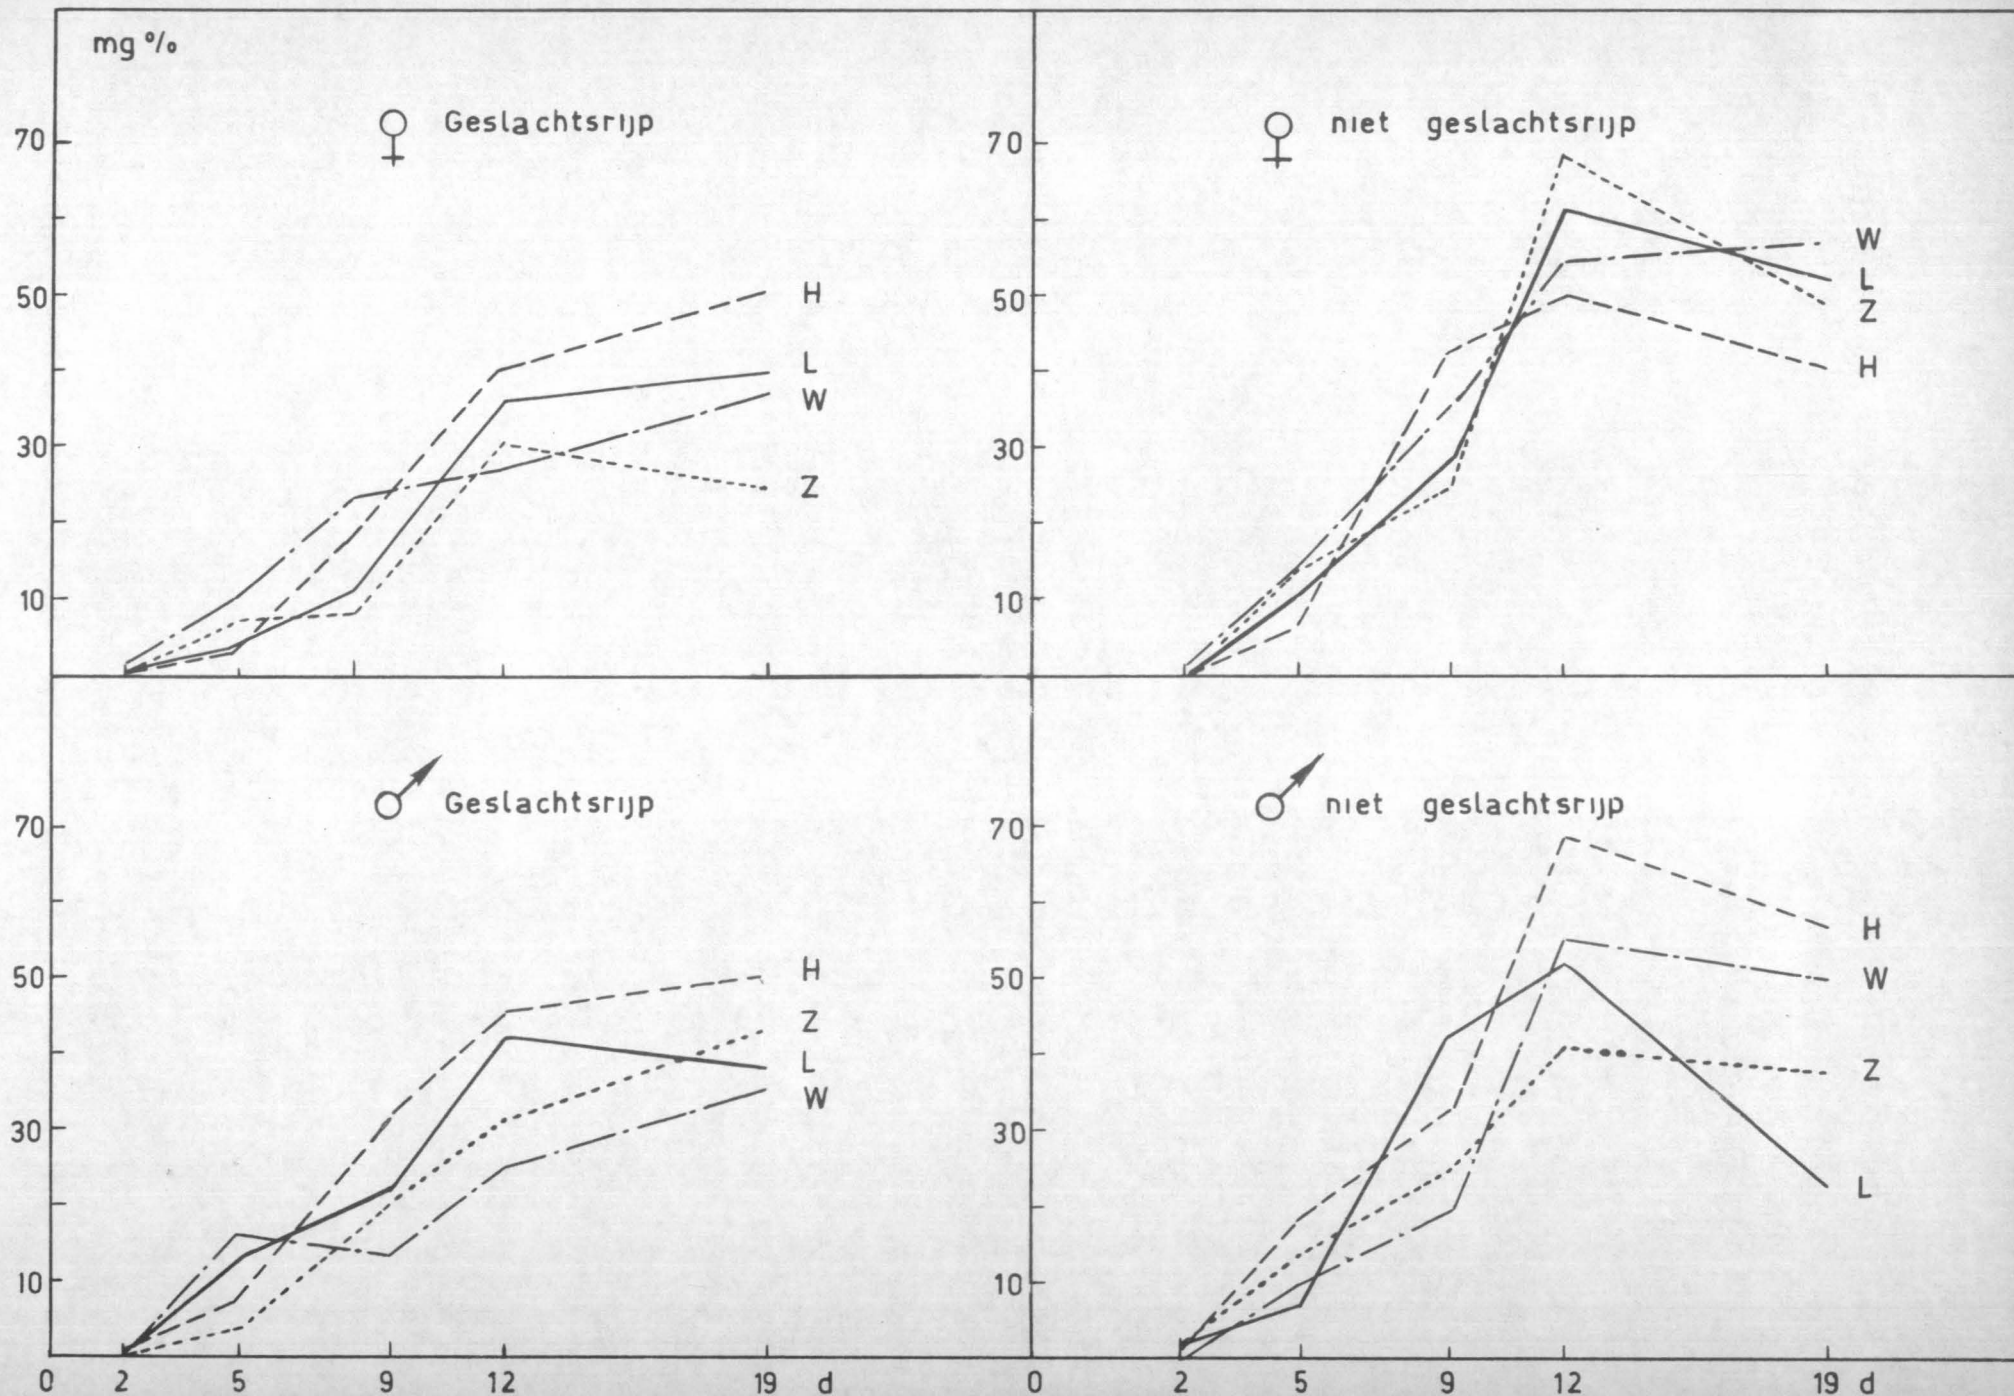 mg %
♀ Geslachtsrijp
70
50
30
10
H
L
W
Z
♀ niet geslachtsrijp
70
50
30
10
W
L
Z
H
♂ Geslachtsrijp
70
50
30
10
H
Z
L
W
0 2 5 9 12 19 d
♂ niet geslachtsrijp
70
50
30
10
H
W
Z
L
0 2 5 9 12 19 d